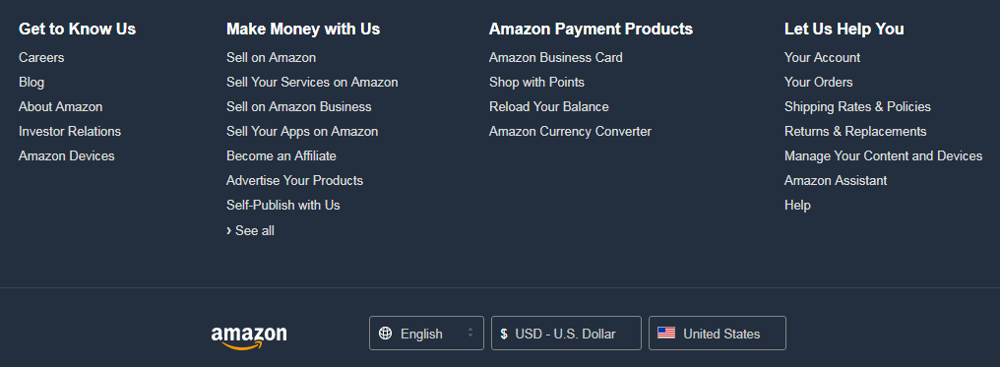 Get to Know Us
Careers
Blog
About Amazon
Investor Relations
Amazon Devices
Make Money with Us
Sell on Amazon
Sell Your Services on Amazon
Sell on Amazon Business
Sell Your Apps on Amazon
Become an Affiliate
Advertise Your Products
Self-Publish with Us
› See all
Amazon Payment Products
Amazon Business Card
Shop with Points
Reload Your Balance
Amazon Currency Converter
Let Us Help You
Your Account
Your Orders
Shipping Rates & Policies
Returns & Replacements
Manage Your Content and Devices
Amazon Assistant
Help
amazon
English
$ USD - U.S. Dollar
United States